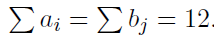 ∑ aᵢ = ∑ bⱼ = 12.